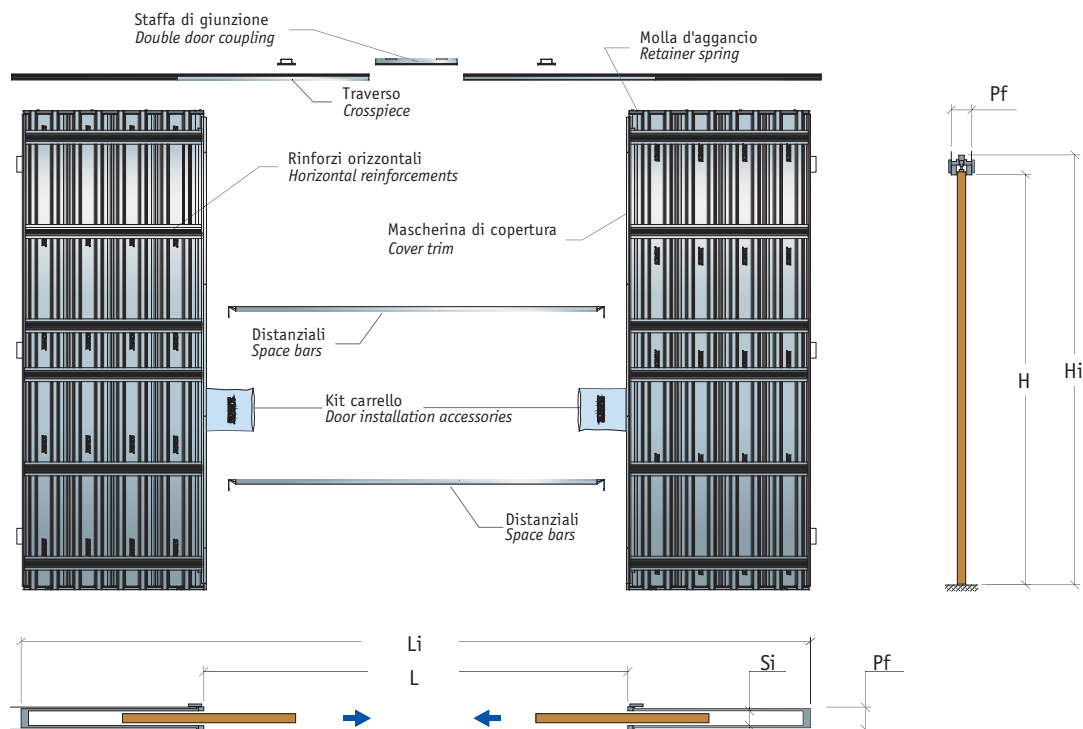 Staffa di giunzione
Double door coupling
Molla d'aggancio
Retainer spring
Traverso
Crosspiece
Pf
Rinforzi orizzontali
Horizontal reinforcements
Mascherina di copertura
Cover trim
Distanziali
Space bars
H
Hi
Kit carrello
Door installation accessories
Distanziali
Space bars
Li
L
Si
Pf